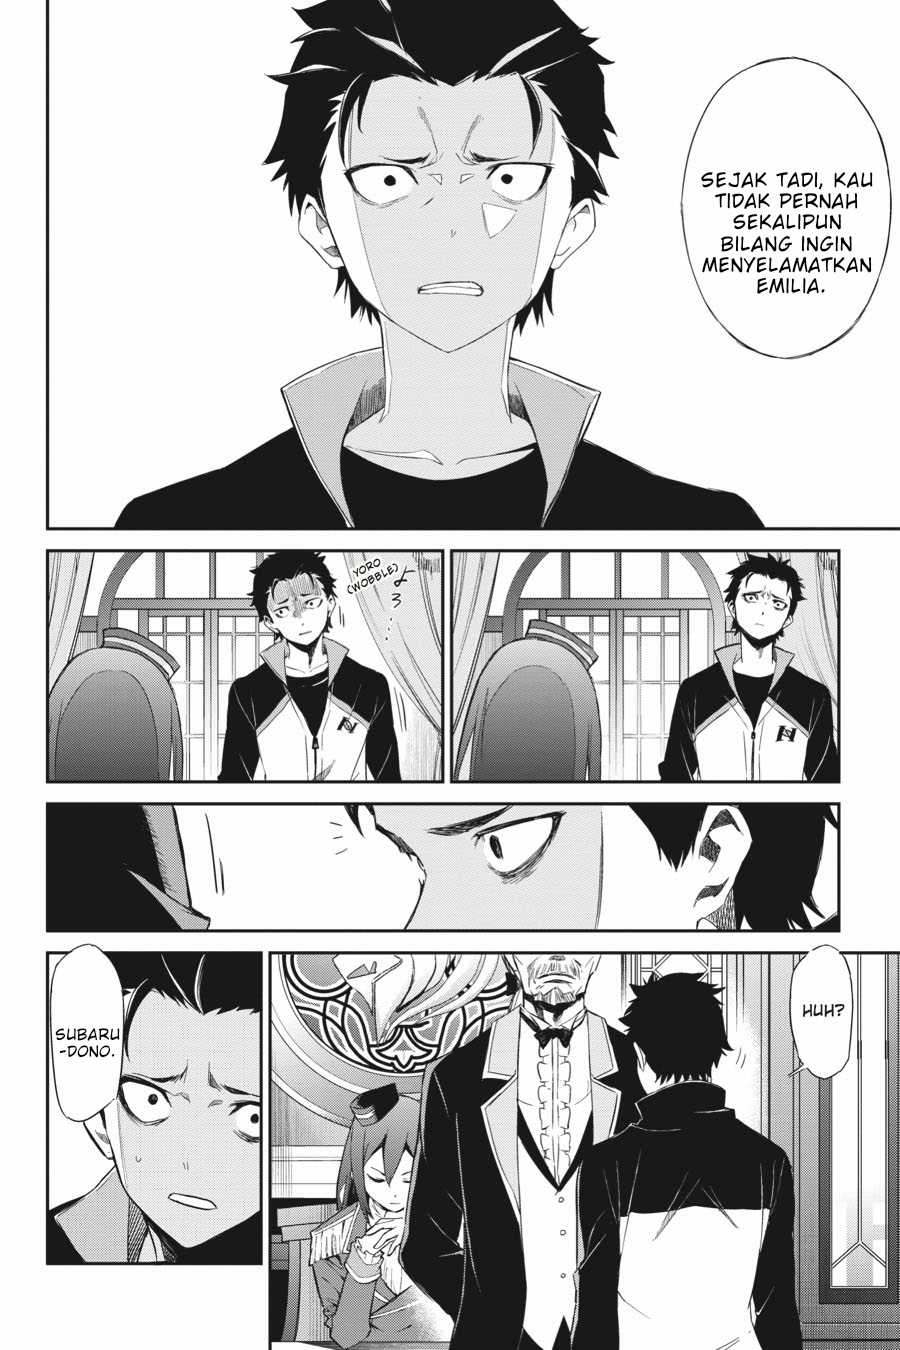 SEJAK TADI, KAU
TIDAK PERNAH
SEKALIPUN
BILANG INGIN
MENYELAMATKAN
EMILIA.
YORO
(WOBBLE)
よ
ろ
...
HUH?
SUBARU
-DONO.